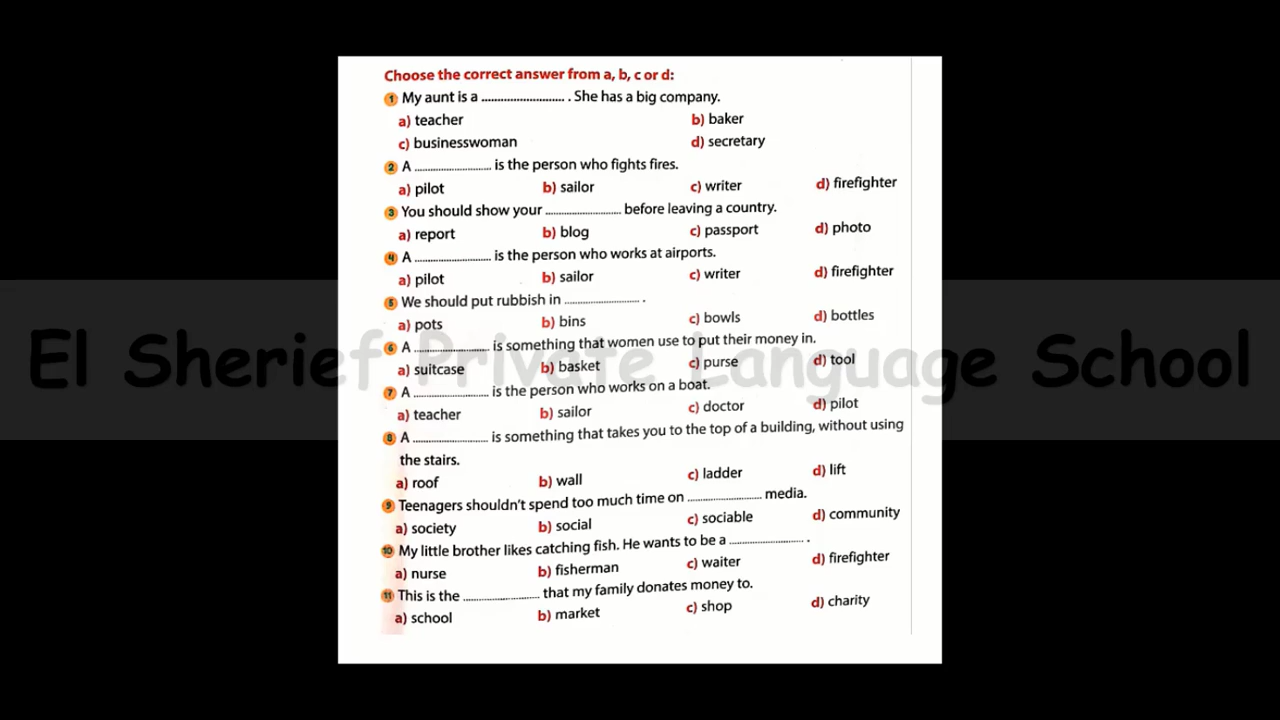 Choose the correct answer from a, b, c or d:
1 My aunt is a .......................... . She has a big company.
a) teacher b) baker
c) businesswoman d) secretary
2 A ........................ is the person who fights fires.
a) pilot b) sailor c) writer d) firefighter
3 You should show your ........................ before leaving a country.
a) report b) blog c) passport d) photo
4 A ........................ is the person who works at airports.
a) pilot b) sailor c) writer d) firefighter
5 We should put rubbish in ........................ .
a) pots b) bins c) bowls d) bottles
6 A ........................ is something that women use to put their money in.
a) suitcase b) basket c) purse d) tool
El Sherief Private Language School
7 A ........................ is the person who works on a boat.
a) teacher b) sailor c) doctor d) pilot
8 A ........................ is something that takes you to the top of a building, without using
the stairs.
a) roof b) wall c) ladder d) lift
9 Teenagers shouldn't spend too much time on ........................ media.
a) society b) social c) sociable d) community
10 My little brother likes catching fish. He wants to be a ........................ .
a) nurse b) fisherman c) waiter d) firefighter
11 This is the ........................ that my family donates money to.
a) school b) market c) shop d) charity